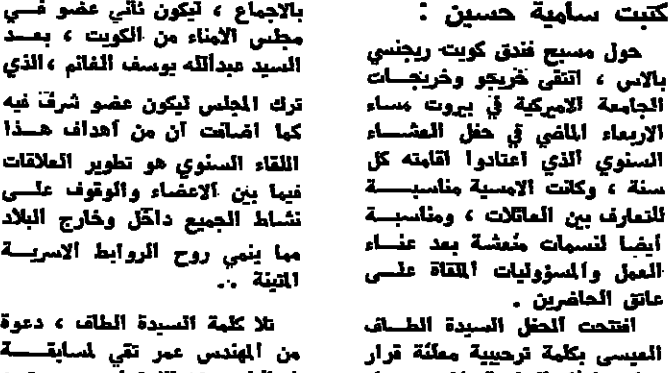 كتبت سامية حسين :
حول مسبح فندق كويت ريجنسي
بالاس ، التقى خريجو وخريجات
الجامعة الاميركية في بيروت مساء
الاربعاء الماضي في حفل العشاء
السنوي الذي اعتادوا اقامته كل
سنة ، وكانت الامسية مناسبة
للتعارف بين العائلات ، ومناسبة
أيضا لنسمات منعشة بعد عناء
العمل والمسؤوليات الملقاة على
عاتق الحاضرين .
افتتحت الحفل السيدة الطاف
العيسى بكلمة ترحيبية معلنة قرار
بالاجماع ، ليكون ثاني عضو في
مجلس الامناء من الكويت ، بعد
السيد عبدالله يوسف الغانم ، الذي
ترك المجلس ليكون عضو شرف فيه
كما اضافت ان من أهداف هذا
اللقاء السنوي هو تطوير العلاقات
فيما بين الاعضاء والوقوف على
نشاط الجميع داخل وخارج البلاد
مما ينمي روح الروابط الاسرية
المتينة ..
تلا كلمة السيدة الطاف ، دعوة
من المهندس عمر تقي لمسابقة